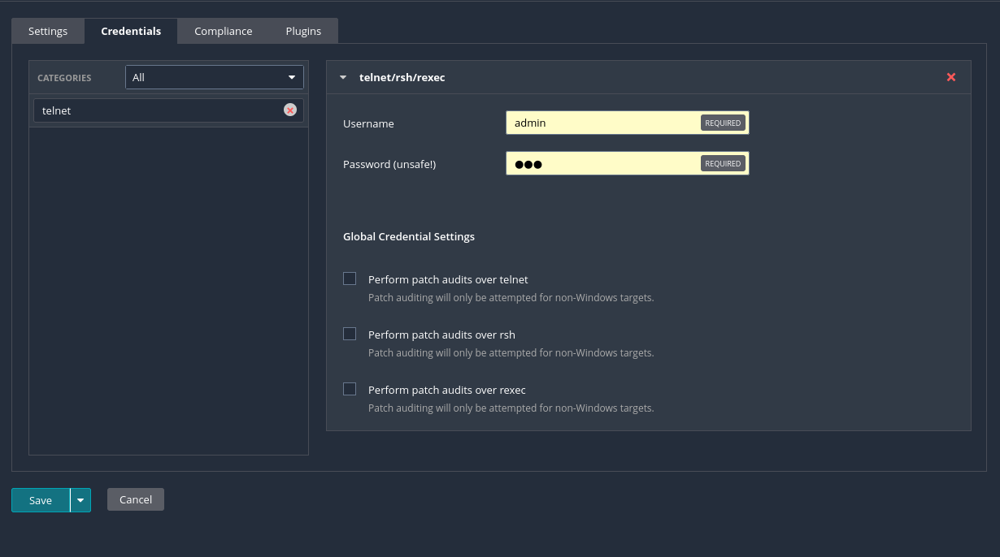 Settings Credentials Compliance Plugins
CATEGORIES All
telnet
telnet/rsh/rexec
Username admin REQUIRED
Password (unsafe!) ●●● REQUIRED
Global Credential Settings
Perform patch audits over telnet
Patch auditing will only be attempted for non-Windows targets.
Perform patch audits over rsh
Patch auditing will only be attempted for non-Windows targets.
Perform patch audits over rexec
Patch auditing will only be attempted for non-Windows targets.
Save Cancel